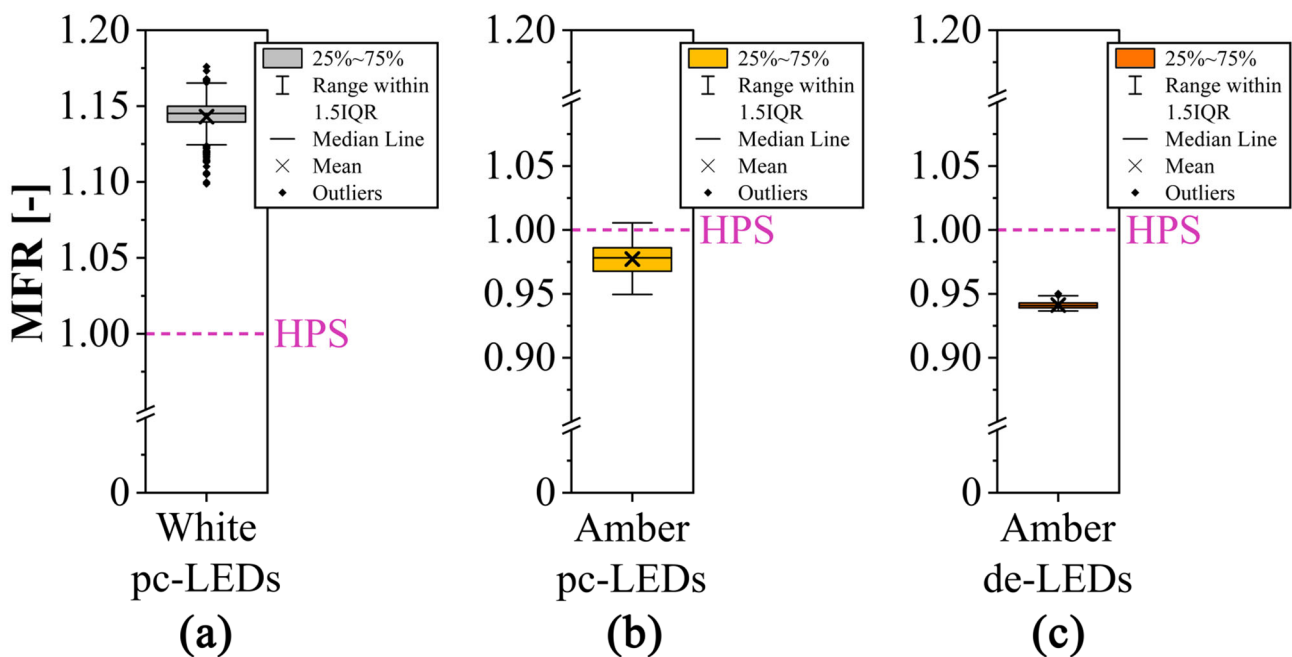 MFR [-]
1.20
1.15
1.10
1.05
1.00
0
25%~75%
Range within
1.5IQR
Median Line
Mean
Outliers
HPS
White
pc-LEDs
(a)
1.20
1.05
1.00
0.95
0.90
0
25%~75%
Range within
1.5IQR
Median Line
Mean
Outliers
HPS
Amber
pc-LEDs
(b)
1.20
1.05
1.00
0.95
0.90
0
25%~75%
Range within
1.5IQR
Median Line
Mean
Outliers
HPS
Amber
de-LEDs
(c)